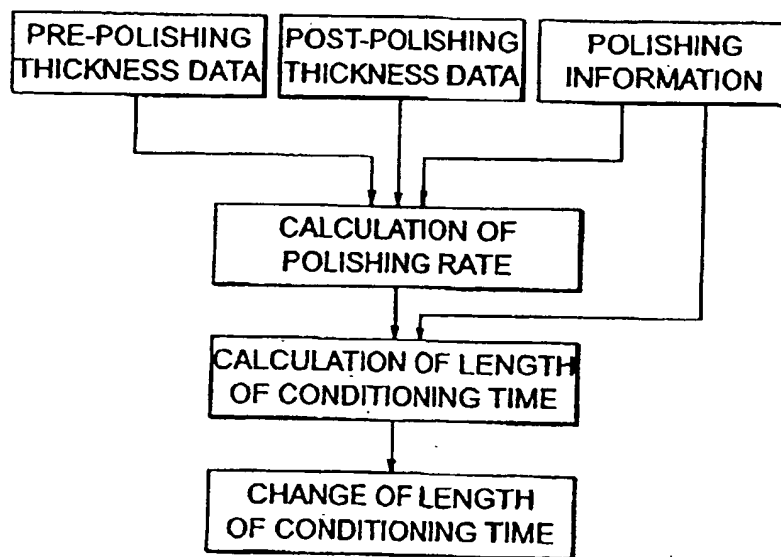 PRE-POLISHING
THICKNESS DATA
POST-POLISHING
THICKNESS DATA
POLISHING
INFORMATION
CALCULATION OF
POLISHING RATE
CALCULATION OF LENGTH
OF CONDITIONING TIME
CHANGE OF LENGTH
OF CONDITIONING TIME